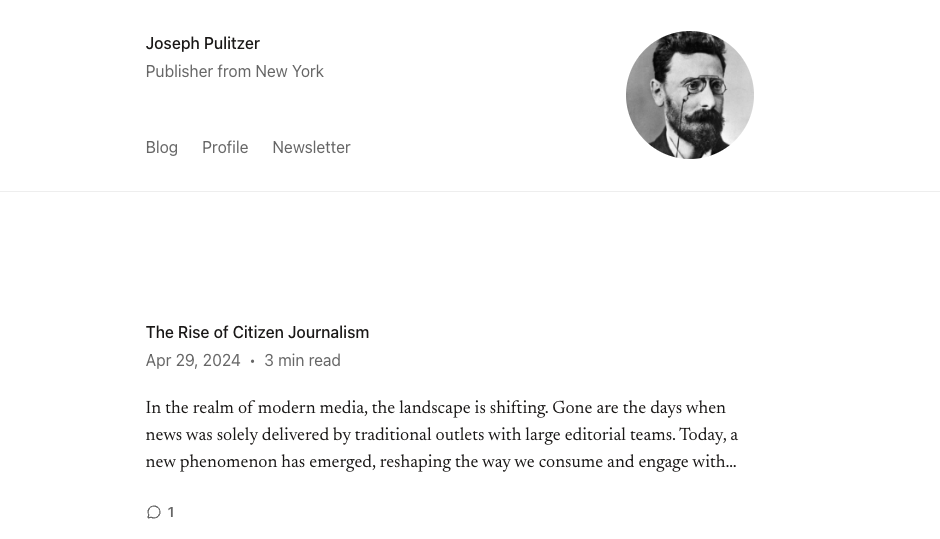 Joseph Pulitzer
Publisher from New York
Blog Profile Newsletter
The Rise of Citizen Journalism
Apr 29, 2024 • 3 min read
In the realm of modern media, the landscape is shifting. Gone are the days when
news was solely delivered by traditional outlets with large editorial teams. Today, a
new phenomenon has emerged, reshaping the way we consume and engage with...
1